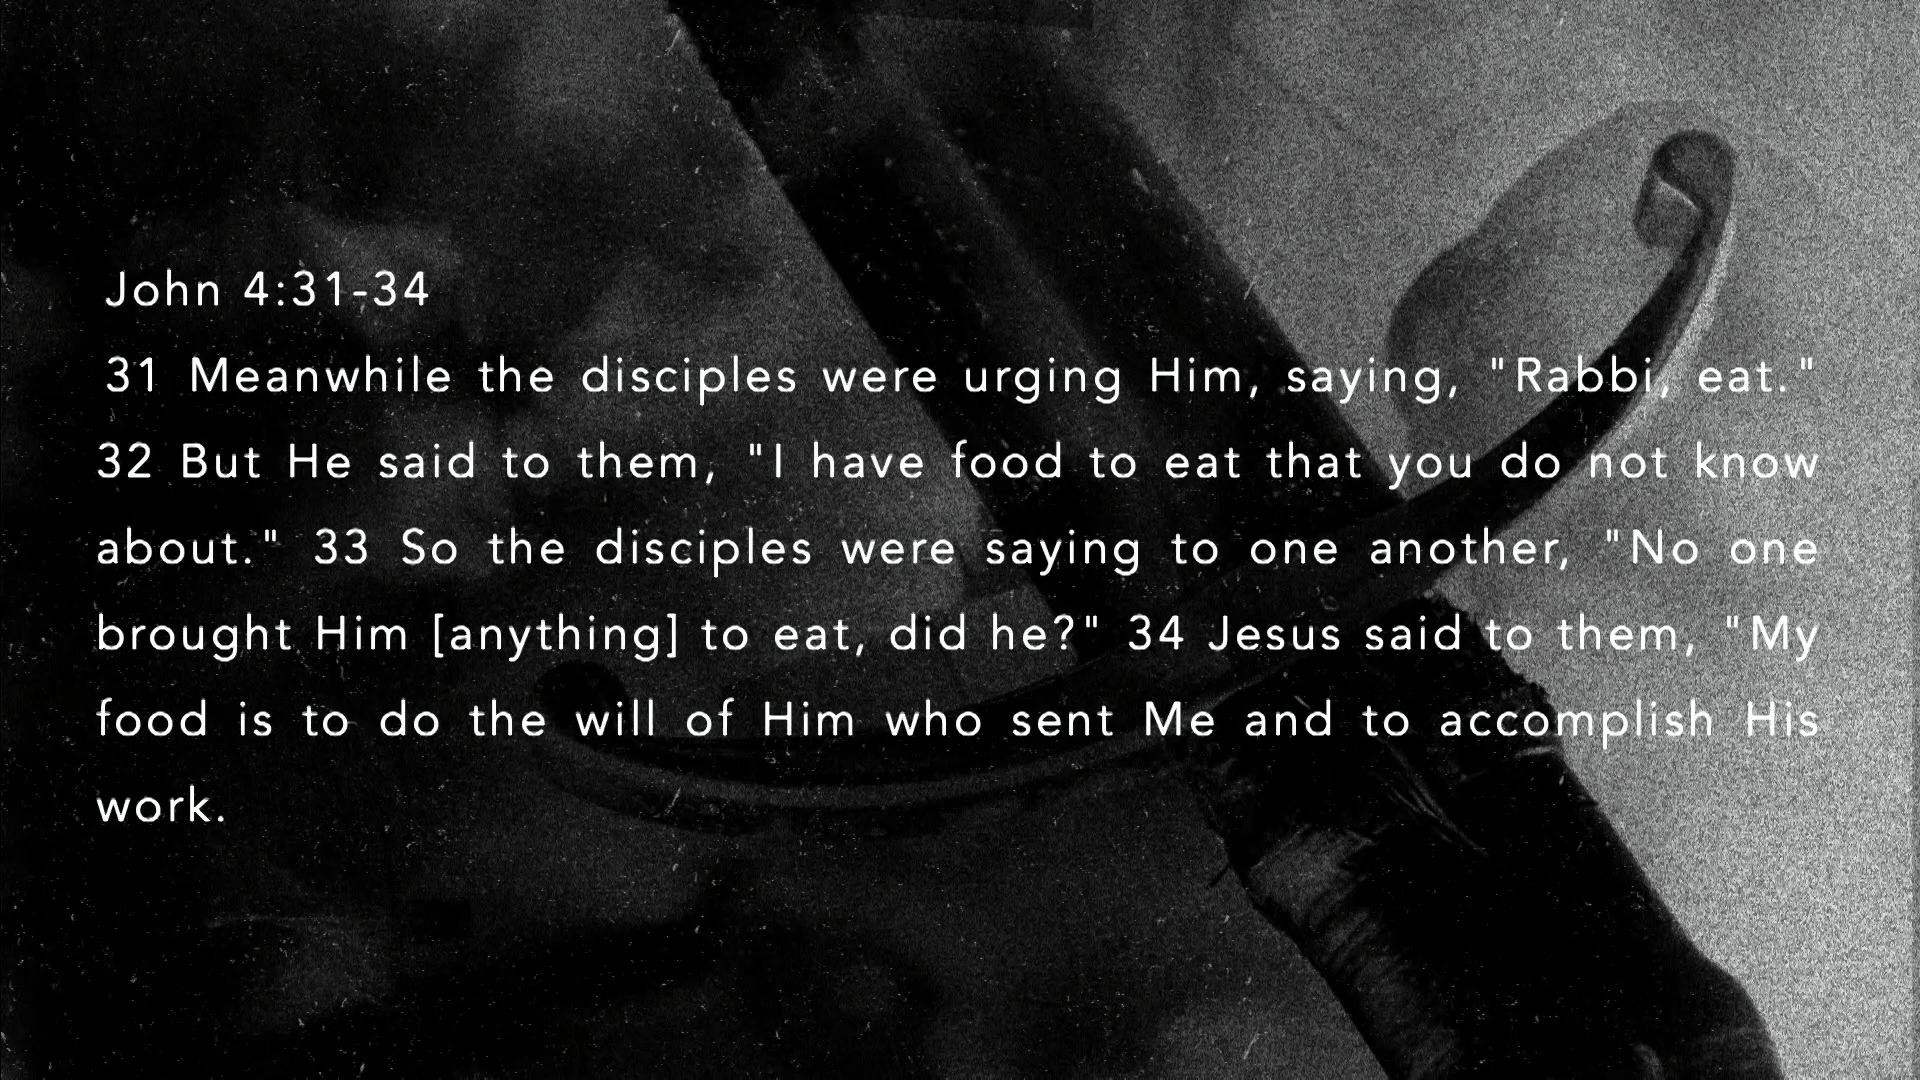 John 4:31-34
31 Meanwhile the disciples were urging Him, saying, "Rabbi, eat."
32 But He said to them, "I have food to eat that you do not know
about." 33 So the disciples were saying to one another, "No one
brought Him [anything] to eat, did he?" 34 Jesus said to them, "My
food is to do the will of Him who sent Me and to accomplish His
work.